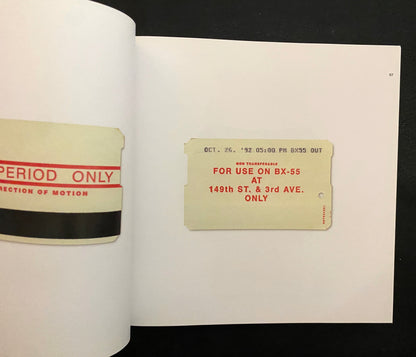 PERIOD ONLY
RECTION OF MOTION
OCT. 26. '92 05:00 PM BX55 OUT
NON TRANSFERABLE
FOR USE ON BX-55
AT
149th ST. & 3rd AVE.
ONLY